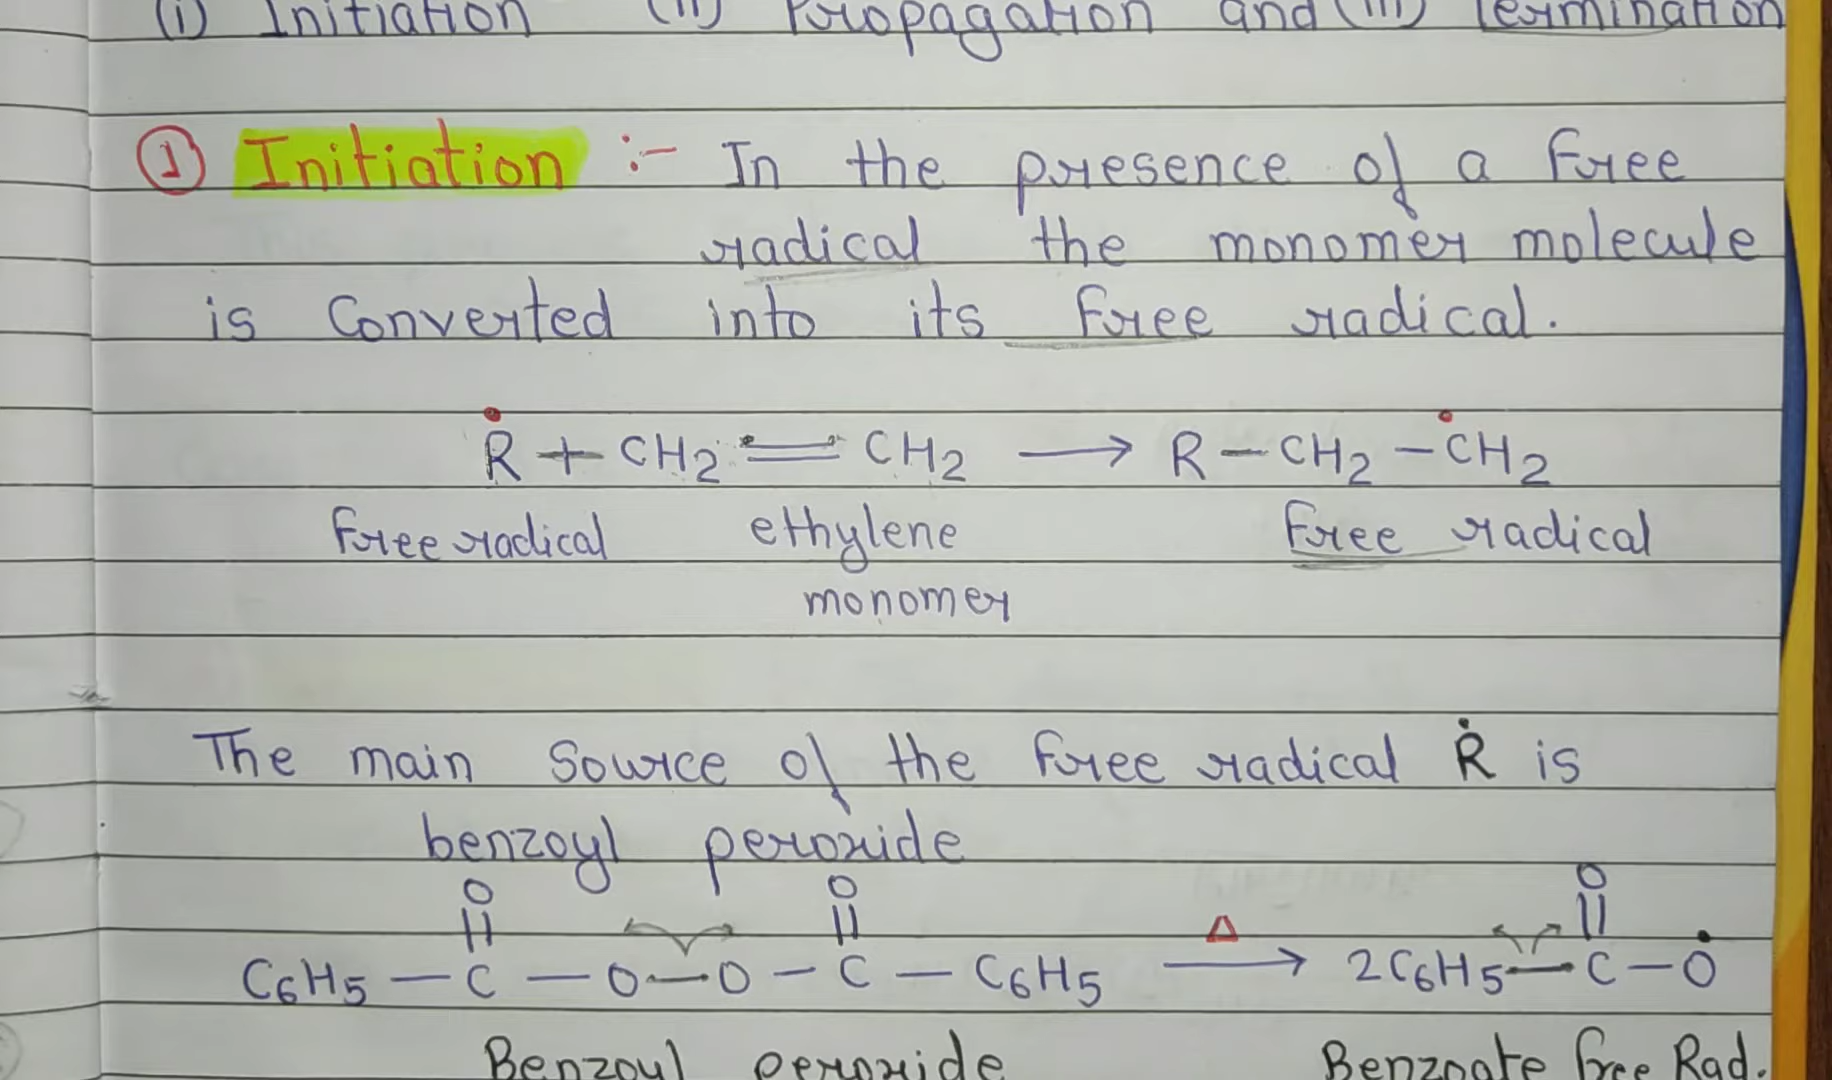 (i) Initiation (ii) Propagation and (iii) Termination
① Initiation :- In the presence of a free
radical the monomer molecule
is Converted into its free radical.
Ṙ + CH2 = CH2 ⟶ R - CH2 - ĊH2
free radical ethylene free radical
monomer
The main source of the free radical Ṙ is
benzoyl peroxide
O O O
|| || Δ ||
C6H5 - C - O - O - C - C6H5 ⟶ 2C6H5 - C - Ȯ
Benzoyl peroxide Benzoate free Rad.